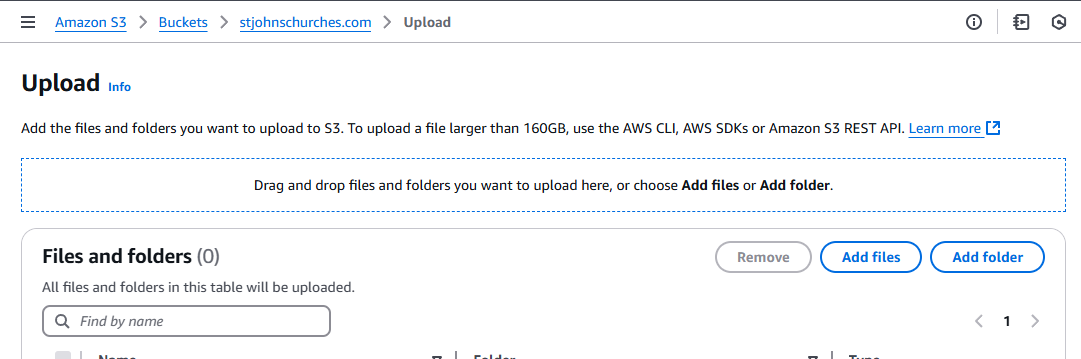 Amazon S3 > Buckets > stjohnschurches.com > Upload
Upload Info
Add the files and folders you want to upload to S3. To upload a file larger than 160GB, use the AWS CLI, AWS SDKs or Amazon S3 REST API. Learn more
Drag and drop files and folders you want to upload here, or choose Add files or Add folder.
Files and folders (0)
Remove
Add files
Add folder
All files and folders in this table will be uploaded.
Find by name
1
Name
Folder
Type